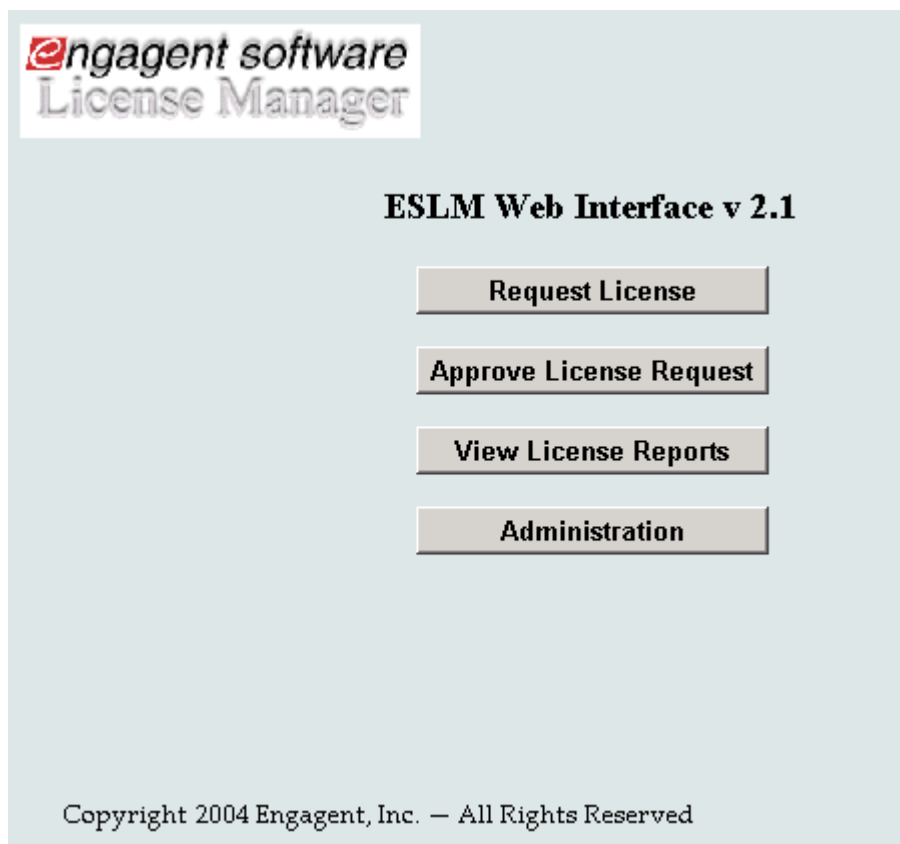 engagent software
License Manager
ESLM Web Interface v 2.1
Request License
Approve License Request
View License Reports
Administration
Copyright 2004 Engagent, Inc. — All Rights Reserved